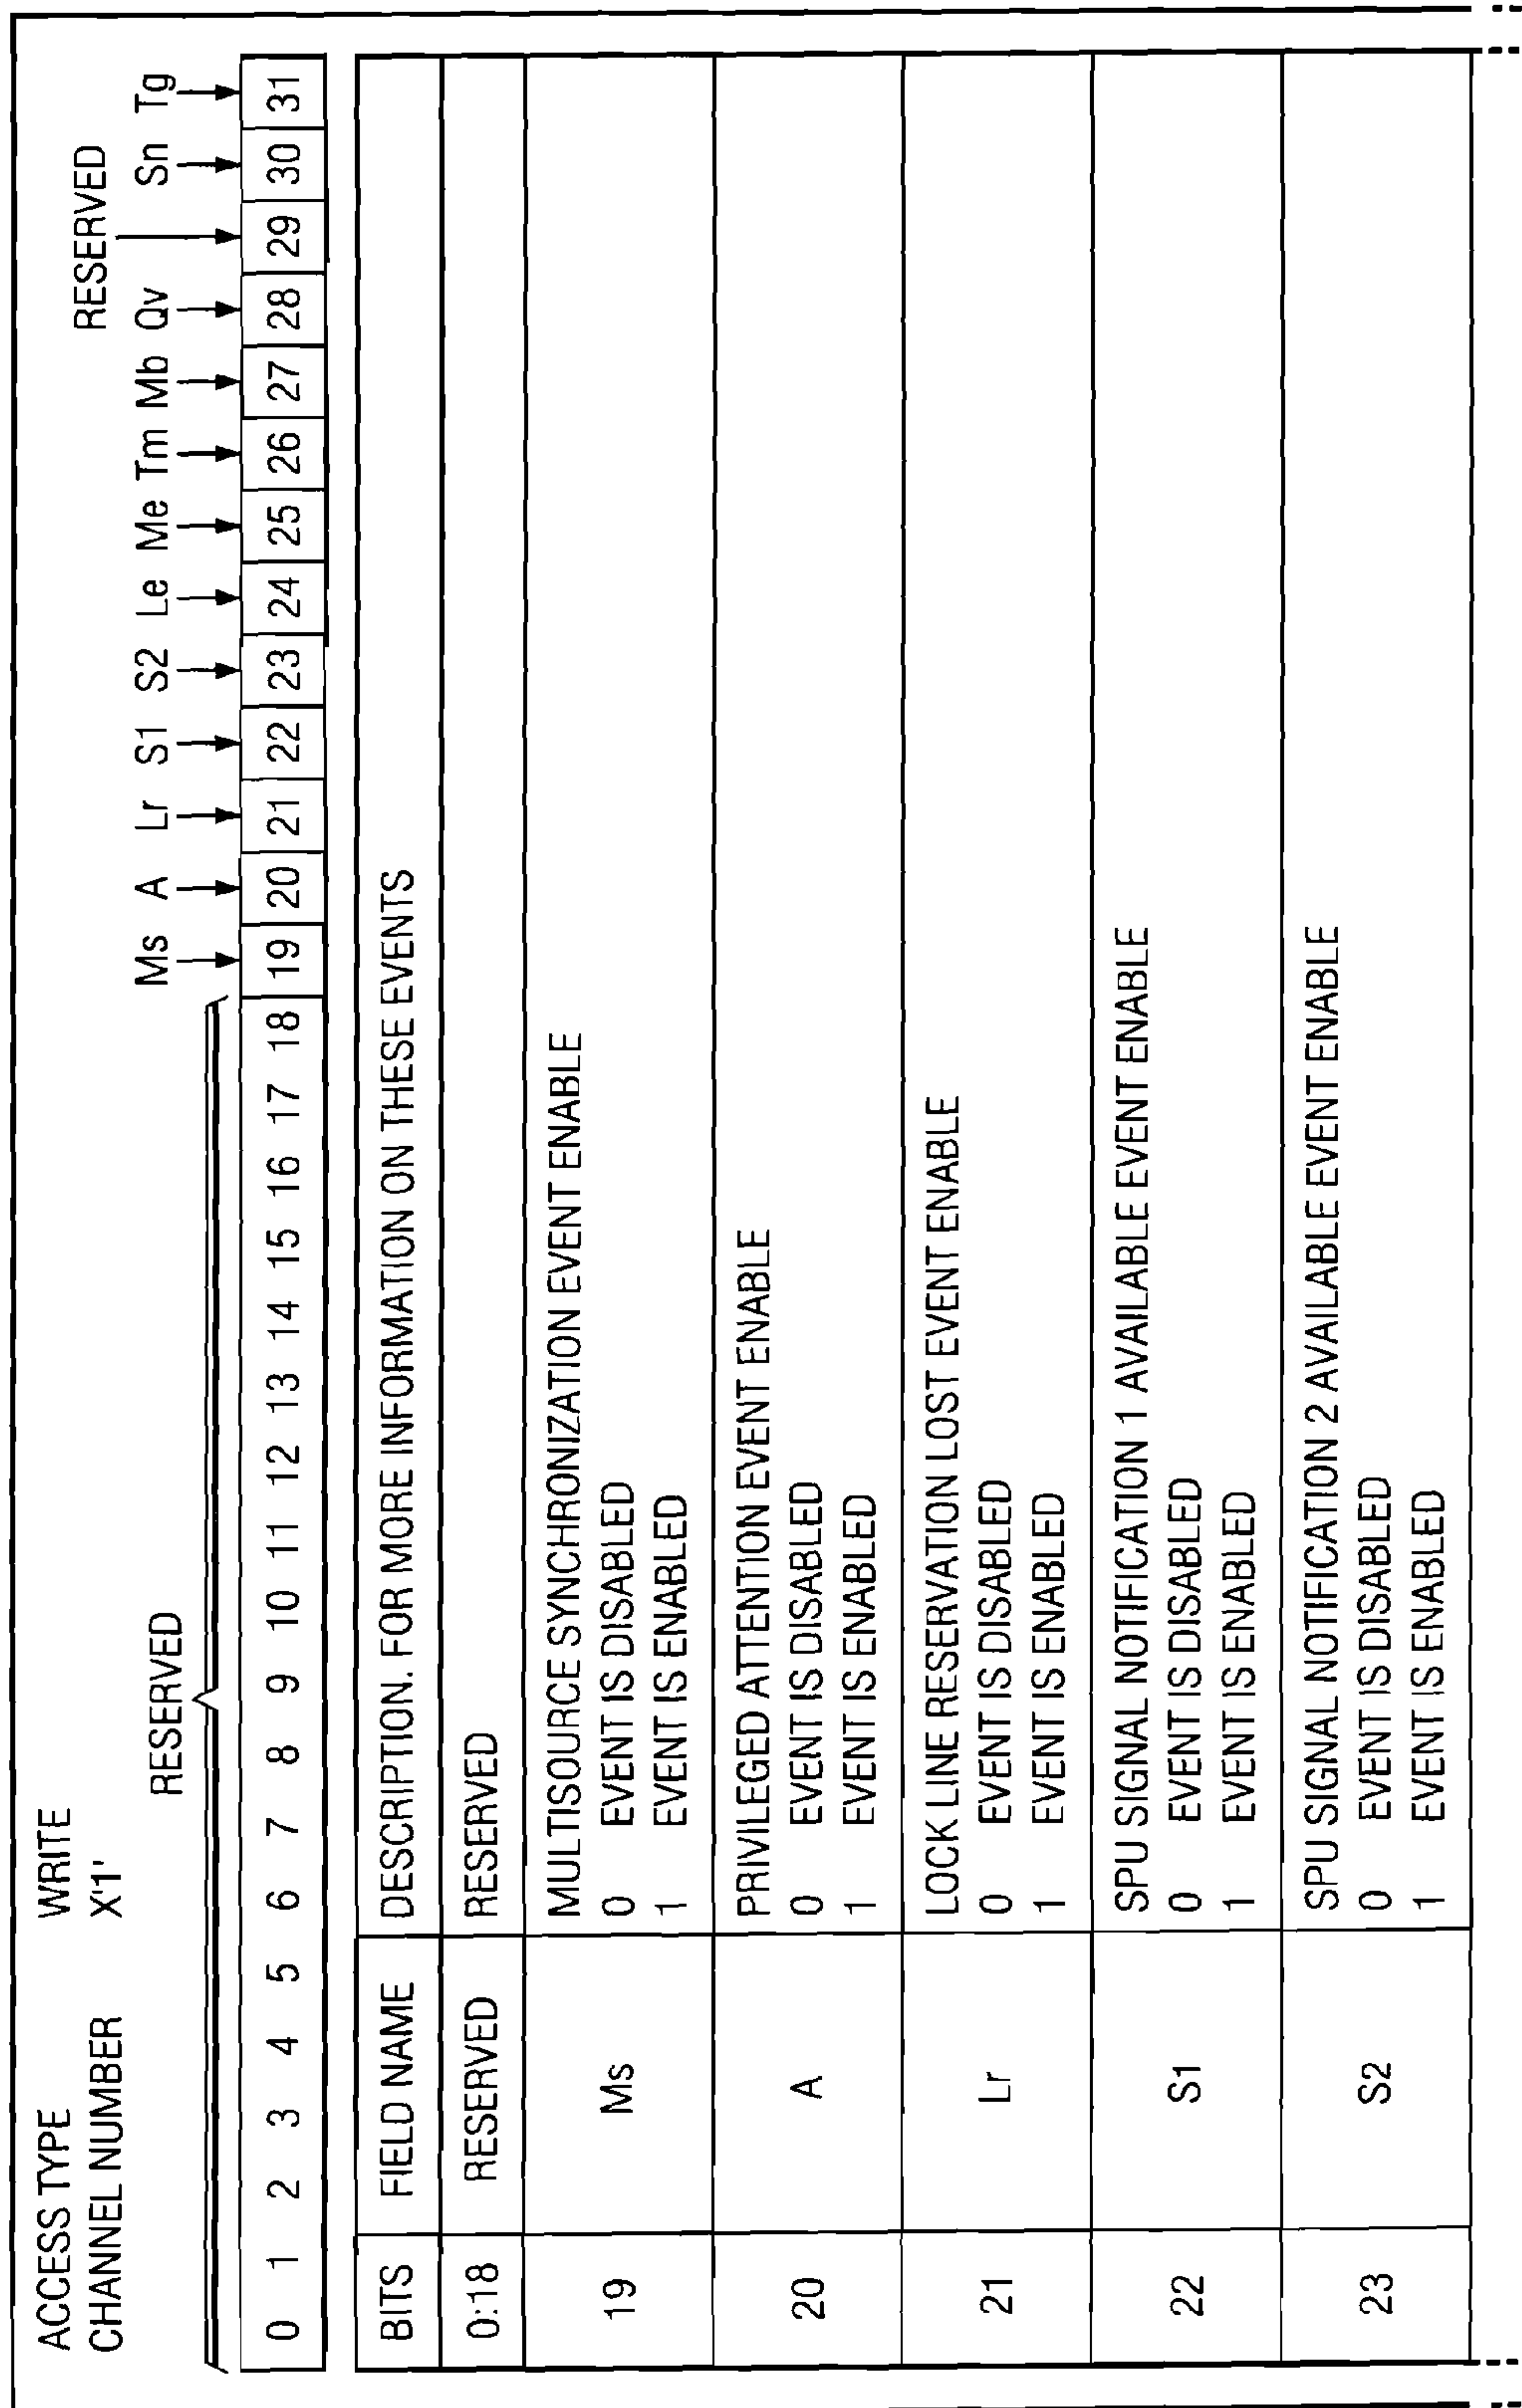 ACCESS TYPE WRITE
CHANNEL NUMBER X'1'
RESERVED
RESERVED
Ms A Lr S1 S2 Le Me Tm Mb Qv Sn Tg
0 1 2 3 4 5 6 7 8 9 10 11 12 13 14 15 16 17 18 19 20 21 22 23 24 25 26 27 28 29 30 31
BITS FIELD NAME DESCRIPTION. FOR MORE INFORMATION ON THESE EVENTS
0:18 RESERVED RESERVED
19 Ms MULTISOURCE SYNCHRONIZATION EVENT ENABLE
0 EVENT IS DISABLED
1 EVENT IS ENABLED
20 A PRIVILEGED ATTENTION EVENT ENABLE
0 EVENT IS DISABLED
1 EVENT IS ENABLED
21 Lr LOCK LINE RESERVATION LOST EVENT ENABLE
0 EVENT IS DISABLED
1 EVENT IS ENABLED
22 S1 SPU SIGNAL NOTIFICATION 1 AVAILABLE EVENT ENABLE
0 EVENT IS DISABLED
1 EVENT IS ENABLED
23 S2 SPU SIGNAL NOTIFICATION 2 AVAILABLE EVENT ENABLE
0 EVENT IS DISABLED
1 EVENT IS ENABLED